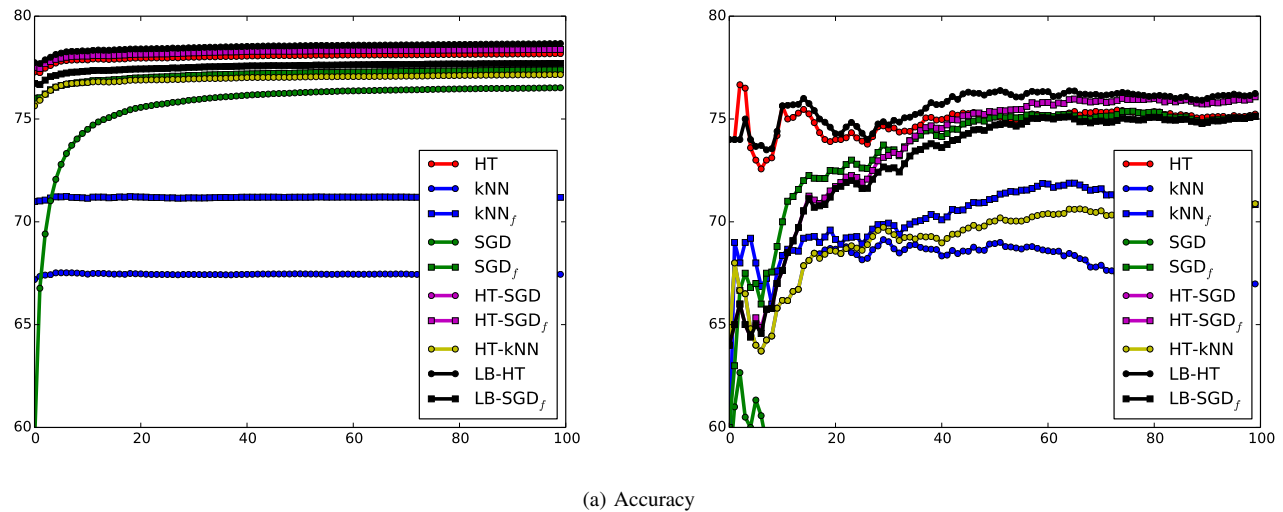 80
75
70
65
60
0
20
40
60
80
100
HT
kNN
kNN_f
SGD
SGD_f
HT-SGD
HT-SGD_f
HT-kNN
LB-HT
LB-SGD_f
80
75
70
65
60
0
20
40
60
80
100
HT
kNN
kNN_f
SGD
SGD_f
HT-SGD
HT-SGD_f
HT-kNN
LB-HT
LB-SGD_f
(a) Accuracy